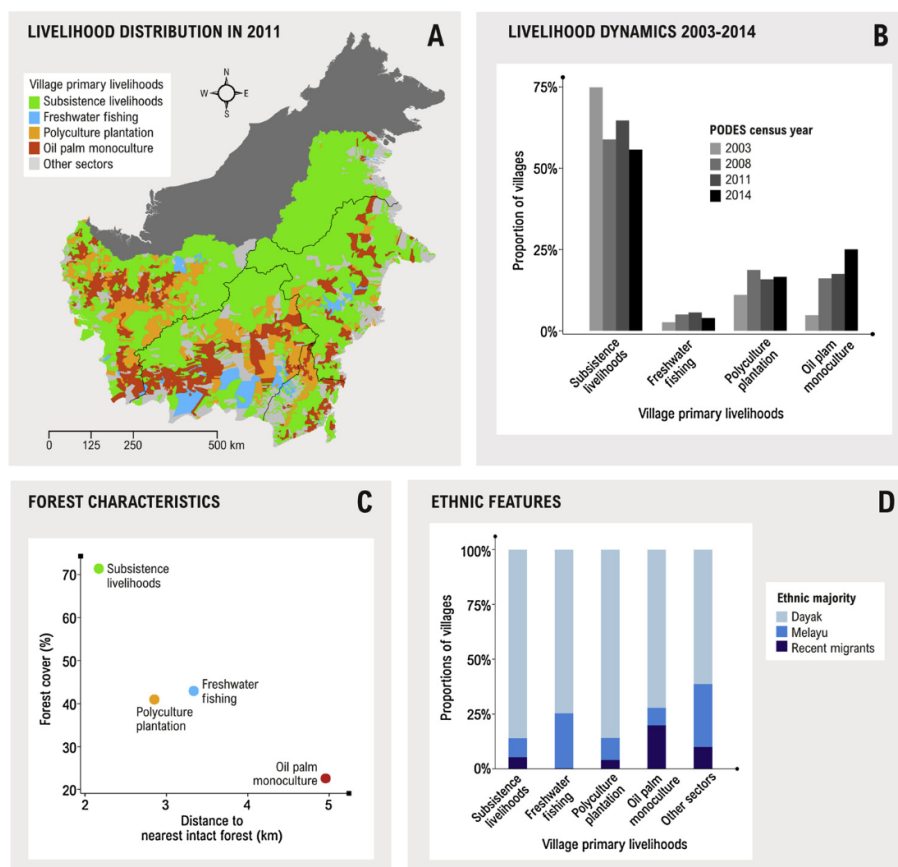 LIVELIHOOD DISTRIBUTION IN 2011
A
Village primary livelihoods
Subsistence livelihoods
Freshwater fishing
Polyculture plantation
Oil palm monoculture
Other sectors
N
W E
S
0 125 250 500 km
LIVELIHOOD DYNAMICS 2003-2014
B
75%
50%
25%
0%
Proportion of villages
PODES census year
2003
2008
2011
2014
Subsistence
livelihoods
Freshwater
fishing
Polyculture
plantation
Oil plam
monoculture
Village primary livelihoods
FOREST CHARACTERISTICS
C
70
60
50
40
30
20
Forest cover (%)
Subsistence
livelihoods
Freshwater
fishing
Polyculture
plantation
Oil palm
monoculture
2 3 4 5
Distance to
nearest intact forest (km)
ETHNIC FEATURES
D
100%
75%
50%
25%
0%
Proportions of villages
Ethnic majority
Dayak
Melayu
Recent migrants
Subsistence
livelihoods
Freshwater
fishing
Polyculture
plantation
Oil palm
monoculture
Other sectors
Village primary livelihoods